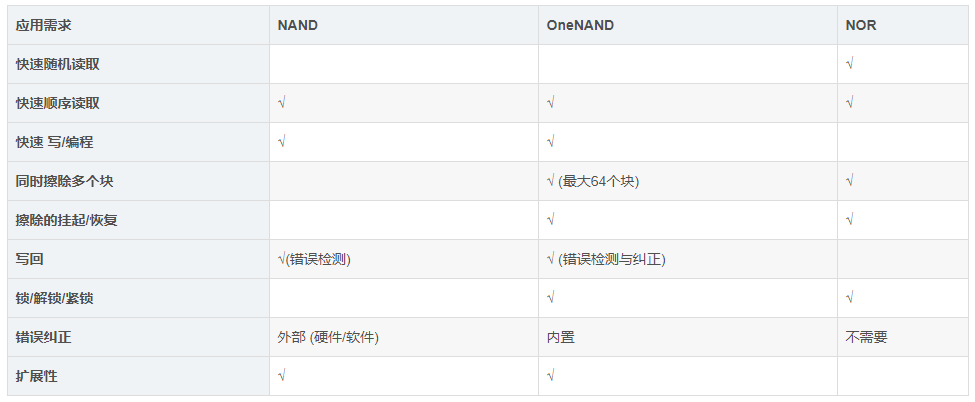 应用需求 NAND OneNAND NOR
快速随机读取 √
快速顺序读取 √ √ √
快速 写/编程 √ √
同时擦除多个块 √ (最大64个块) √
擦除的挂起/恢复 √ √
写回 √(错误检测) √ (错误检测与纠正)
锁/解锁/紧锁 √ √
错误纠正 外部 (硬件/软件) 内置 不需要
扩展性 √ √